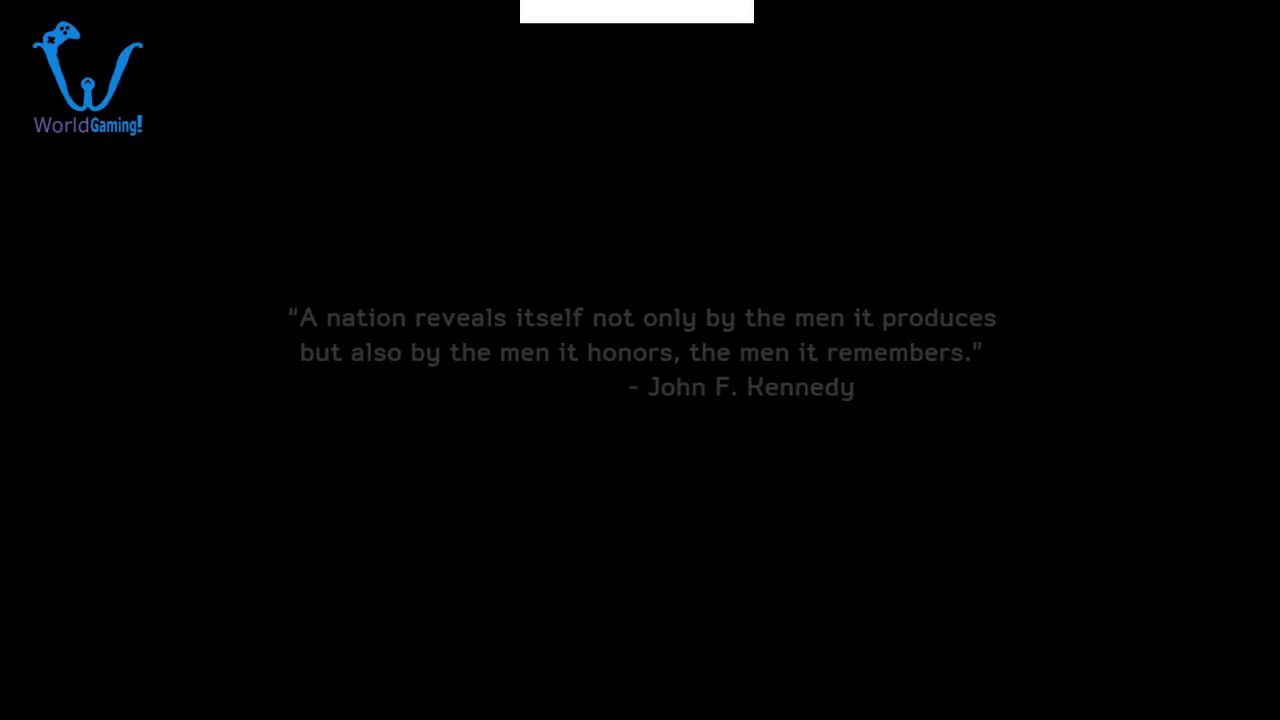 WorldGaming!
“A nation reveals itself not only by the men it produces
but also by the men it honors, the men it remembers.”
- John F. Kennedy